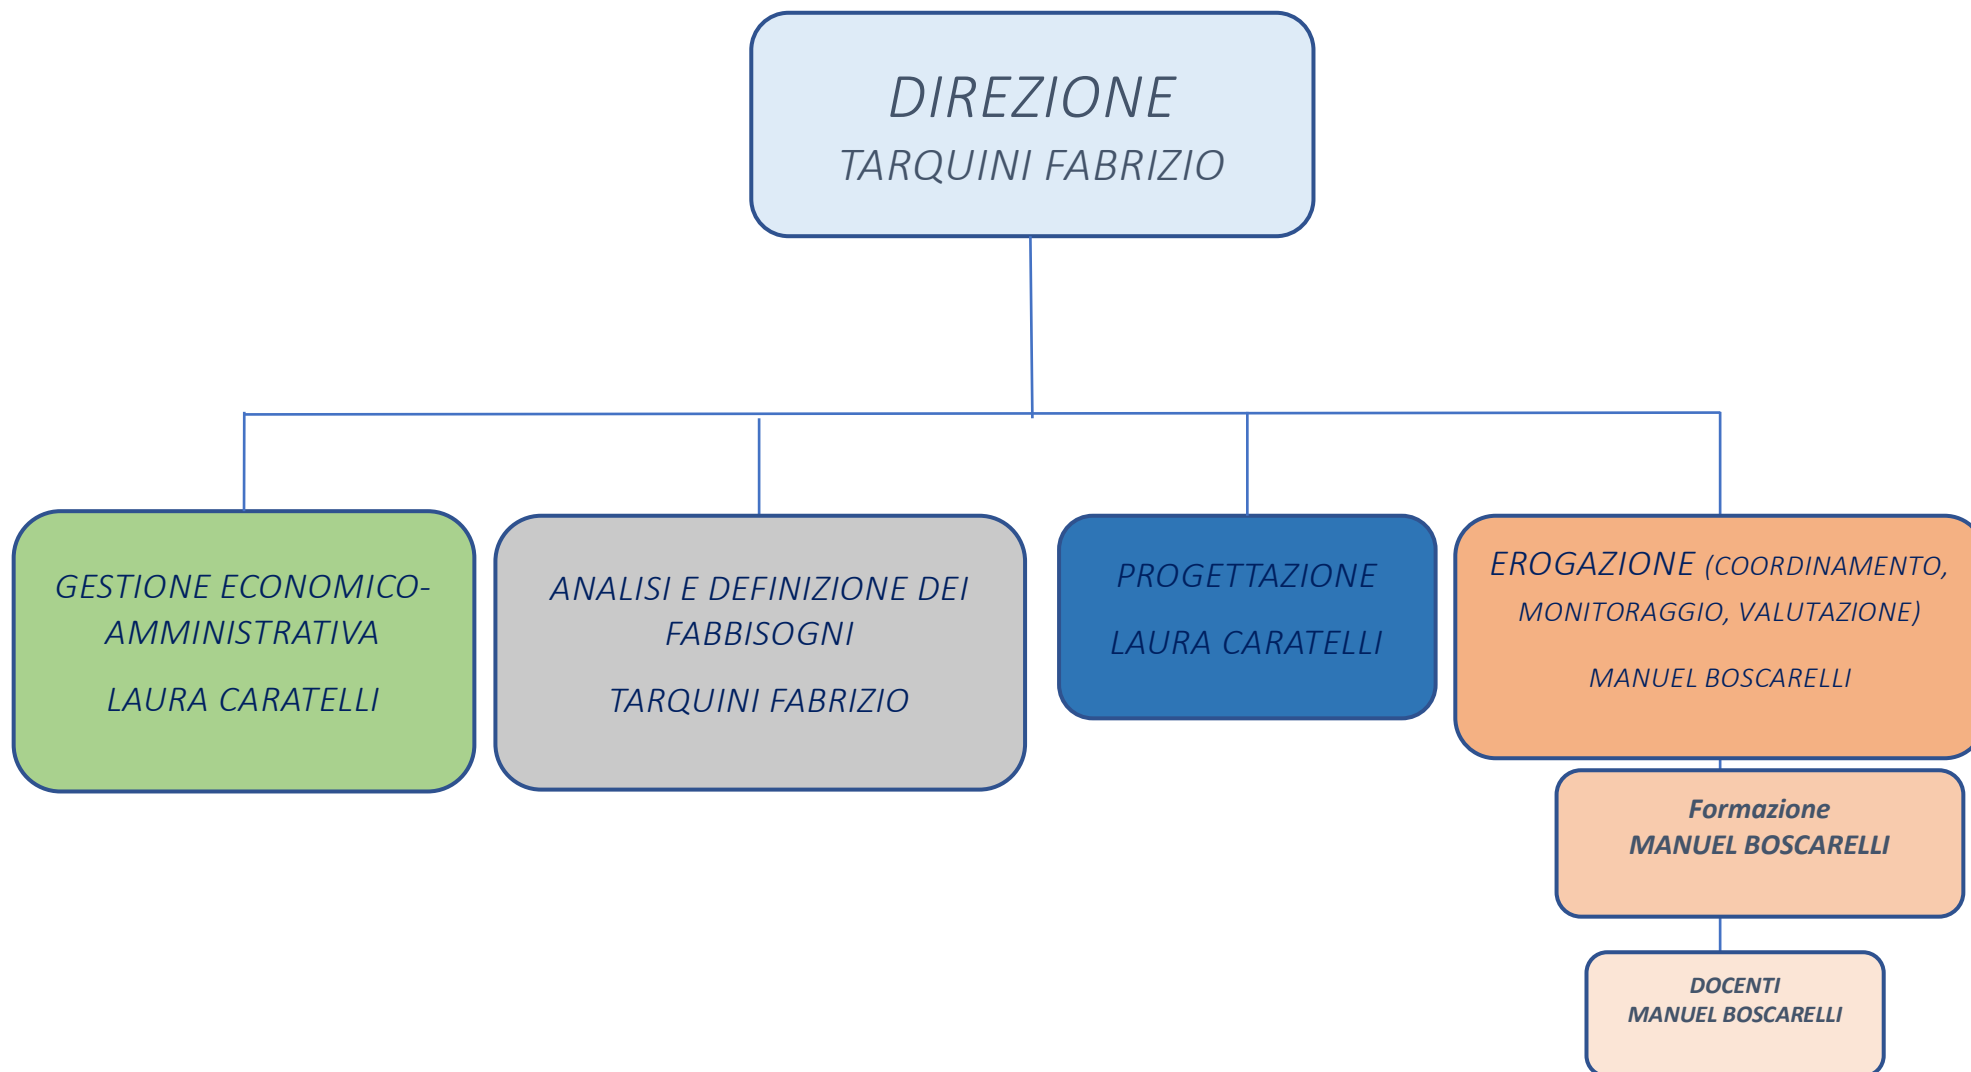 DIREZIONE
TARQUINI FABRIZIO
GESTIONE ECONOMICO-
AMMINISTRATIVA
LAURA CARATELLI
ANALISI E DEFINIZIONE DEI
FABBISOGNI
TARQUINI FABRIZIO
PROGETTAZIONE
LAURA CARATELLI
EROGAZIONE (COORDINAMENTO,
MONITORAGGIO, VALUTAZIONE)
MANUEL BOSCARELLI
Formazione
MANUEL BOSCARELLI
DOCENTI
MANUEL BOSCARELLI